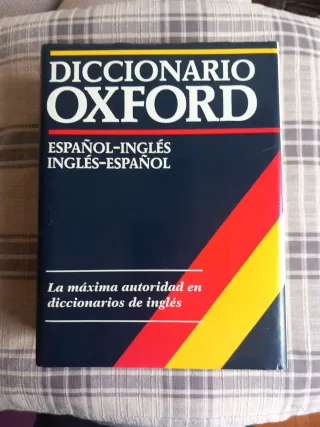 DICCIONARIO
OXFORD
ESPAÑOL-INGLÉS
INGLÉS-ESPAÑOL
La máxima autoridad en
diccionarios de inglés